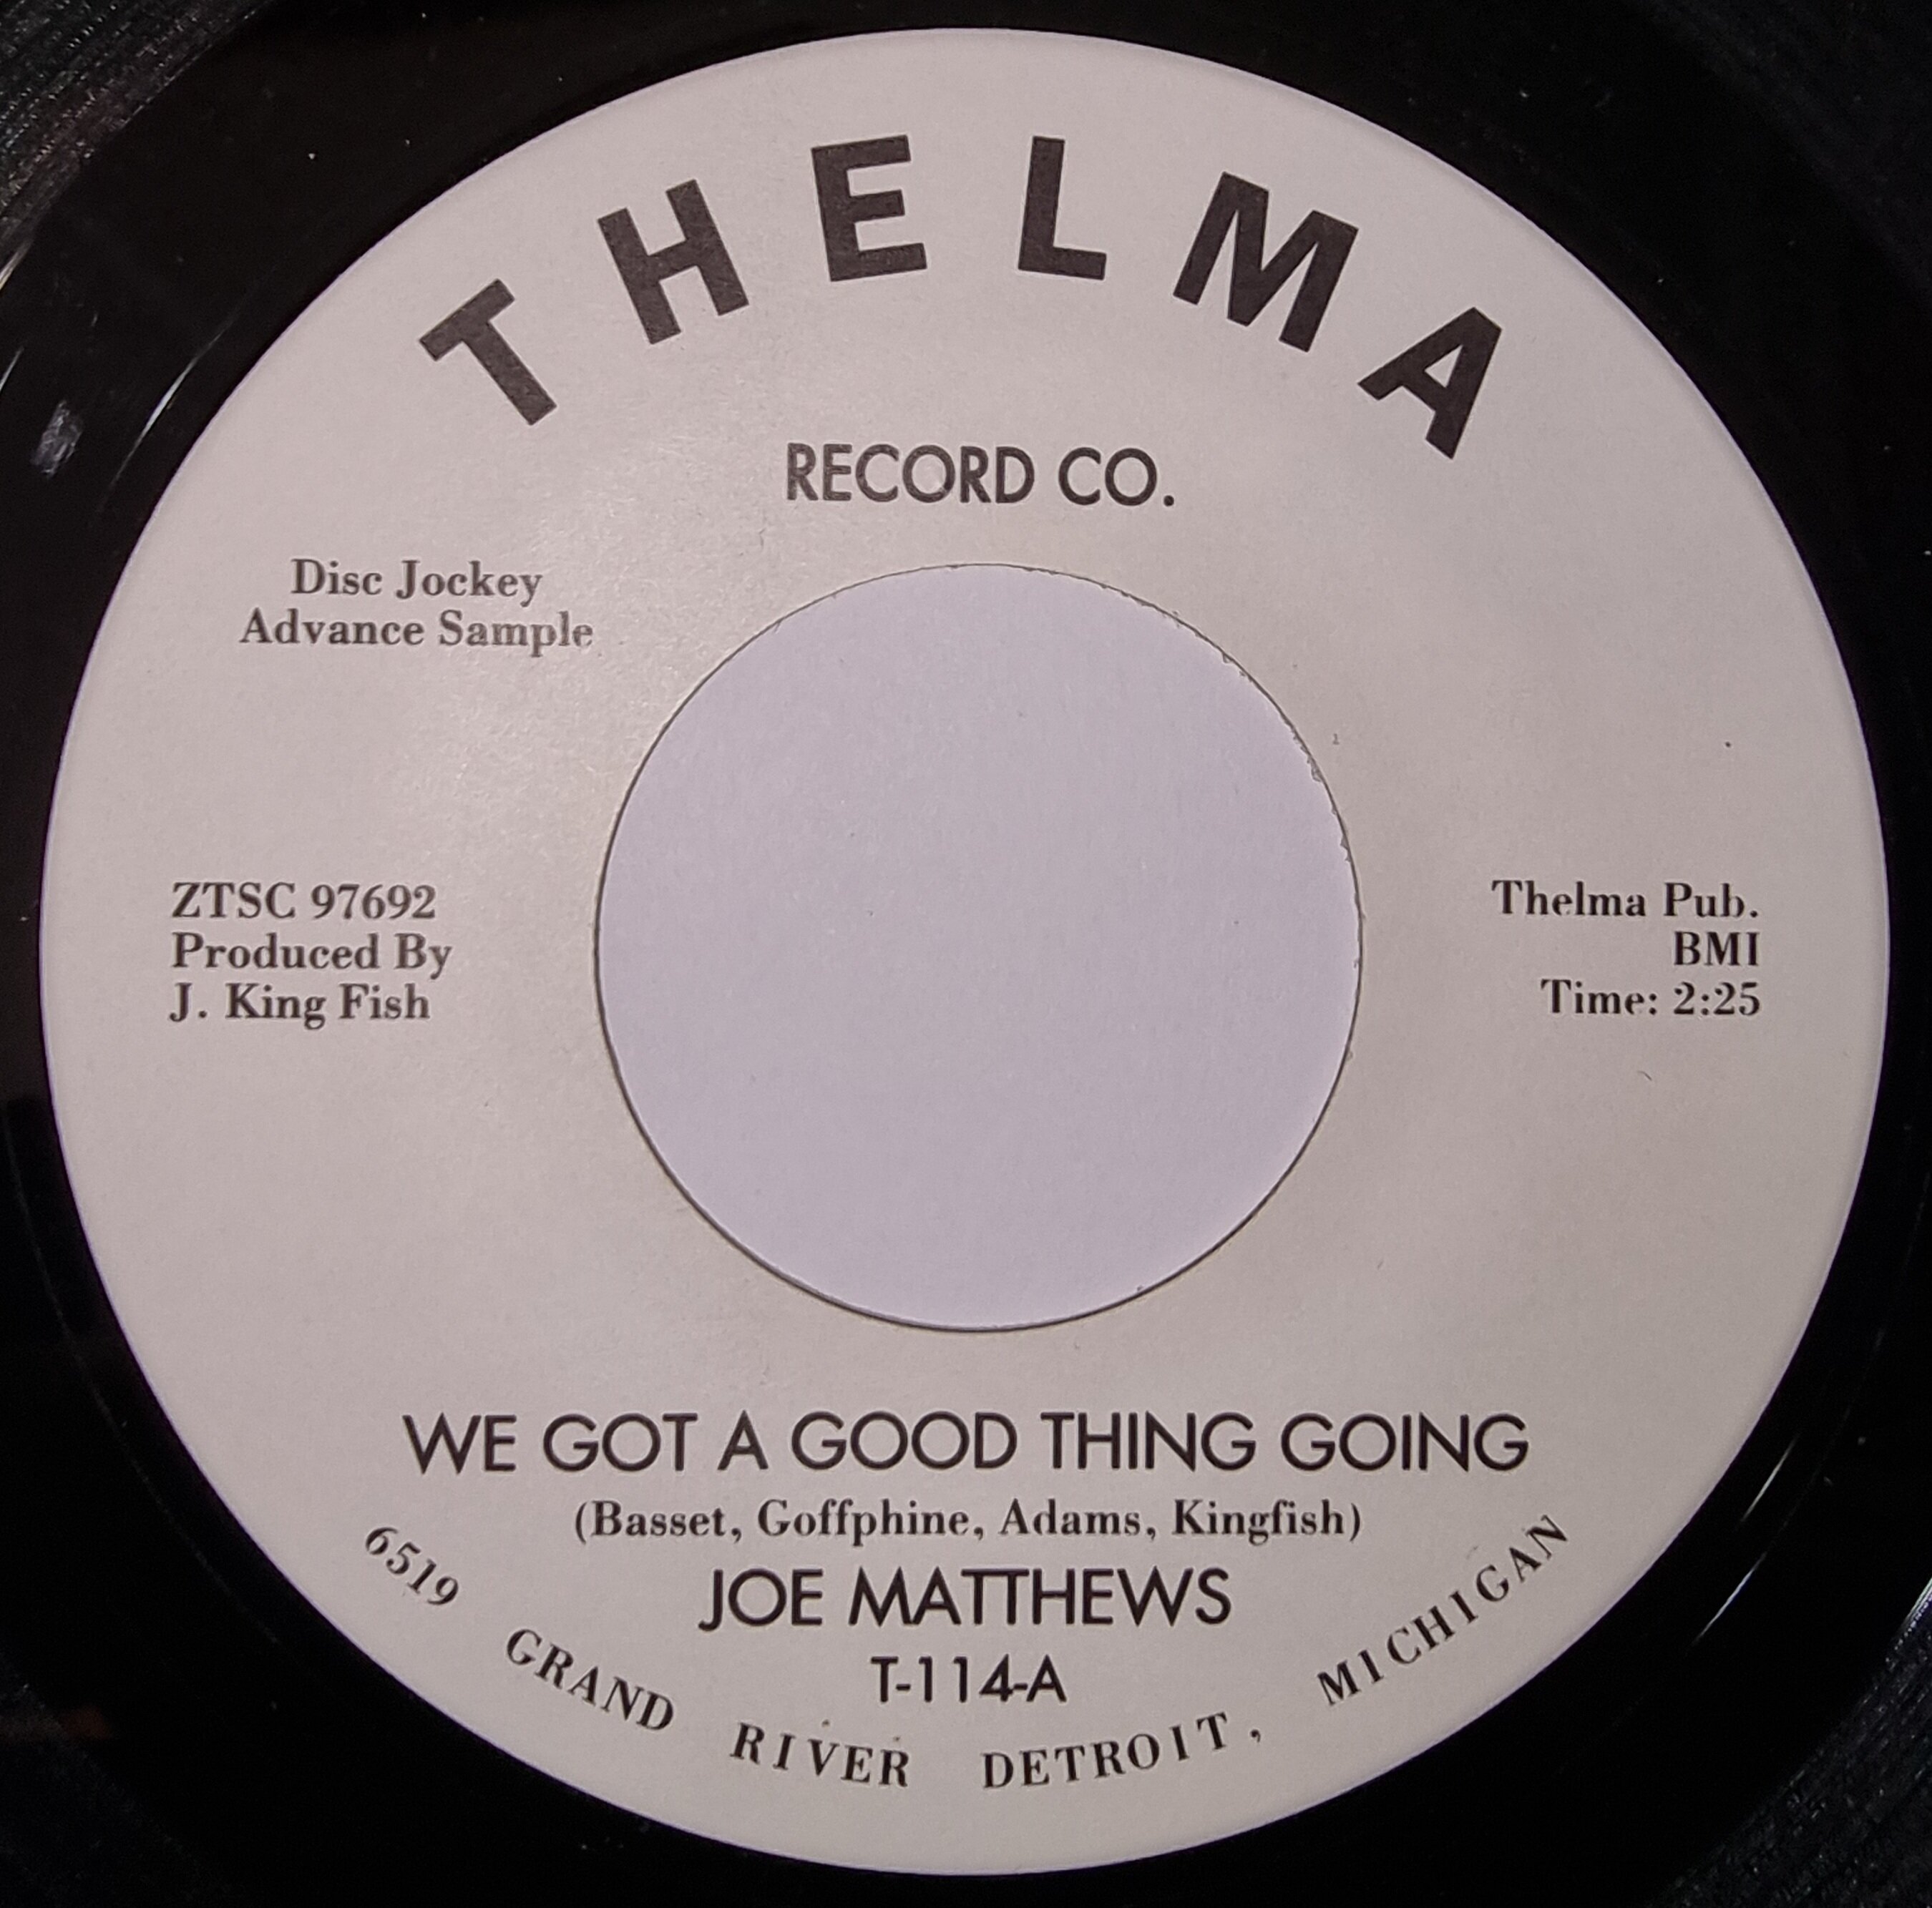 THELMA
RECORD CO.
Disc Jockey
Advance Sample
ZTSC 97692
Produced By
J. King Fish
Thelma Pub.
BMI
Time: 2:25
WE GOT A GOOD THING GOING
(Basset, Goffphine, Adams, Kingfish)
JOE MATTHEWS
T-114-A
6519 GRAND RIVER DETROIT, MICHIGAN